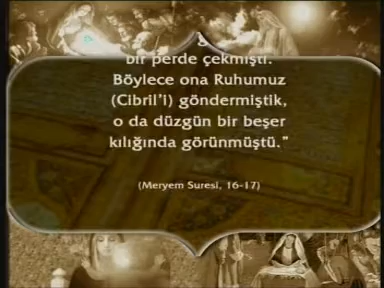 bir perde çekmişti.
Böylece ona Ruhumuz
(Cibril'i) göndermiştik,
o da düzgün bir beşer
kılığında görünmüştü."
(Meryem Suresi, 16-17)